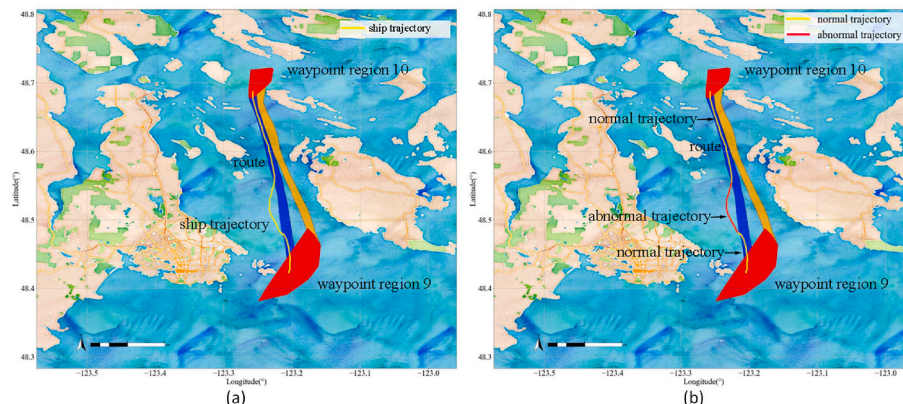 48.8
48.7
48.6
48.5
48.4
48.3
Latitude(°)
ship trajectory
waypoint region 10
route
ship trajectory
waypoint region 9
−123.5
−123.4
−123.3
−123.2
−123.1
−123.0
Longitude(°)
(a)
48.8
48.7
48.6
48.5
48.4
48.3
Latitude(°)
normal trajectory
abnormal trajectory
waypoint region 10
normal trajectory
route
abnormal trajectory
normal trajectory
waypoint region 9
−123.5
−123.4
−123.3
−123.2
−123.1
−123.0
Longitude(°)
(b)